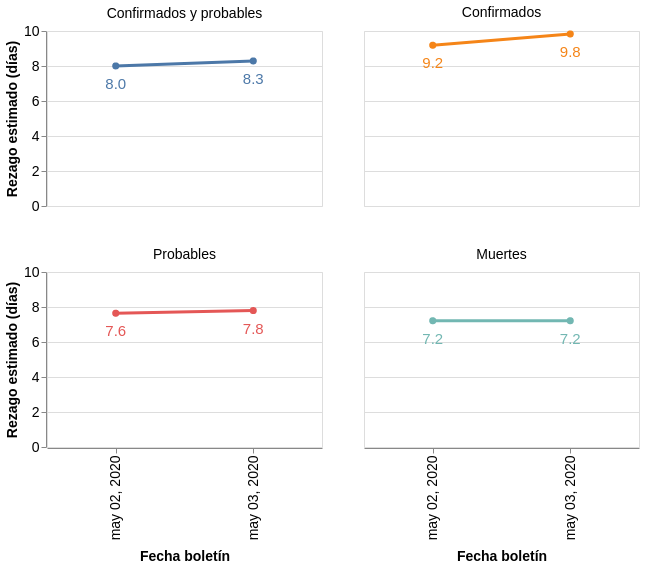 Confirmados y probables
Confirmados
10
8
6
4
2
0
Rezago estimado (días)
8.0
8.3
9.2
9.8
Probables
Muertes
10
8
6
4
2
0
Rezago estimado (días)
7.6
7.8
7.2
7.2
may 02, 2020
may 03, 2020
may 02, 2020
may 03, 2020
Fecha boletín
Fecha boletín